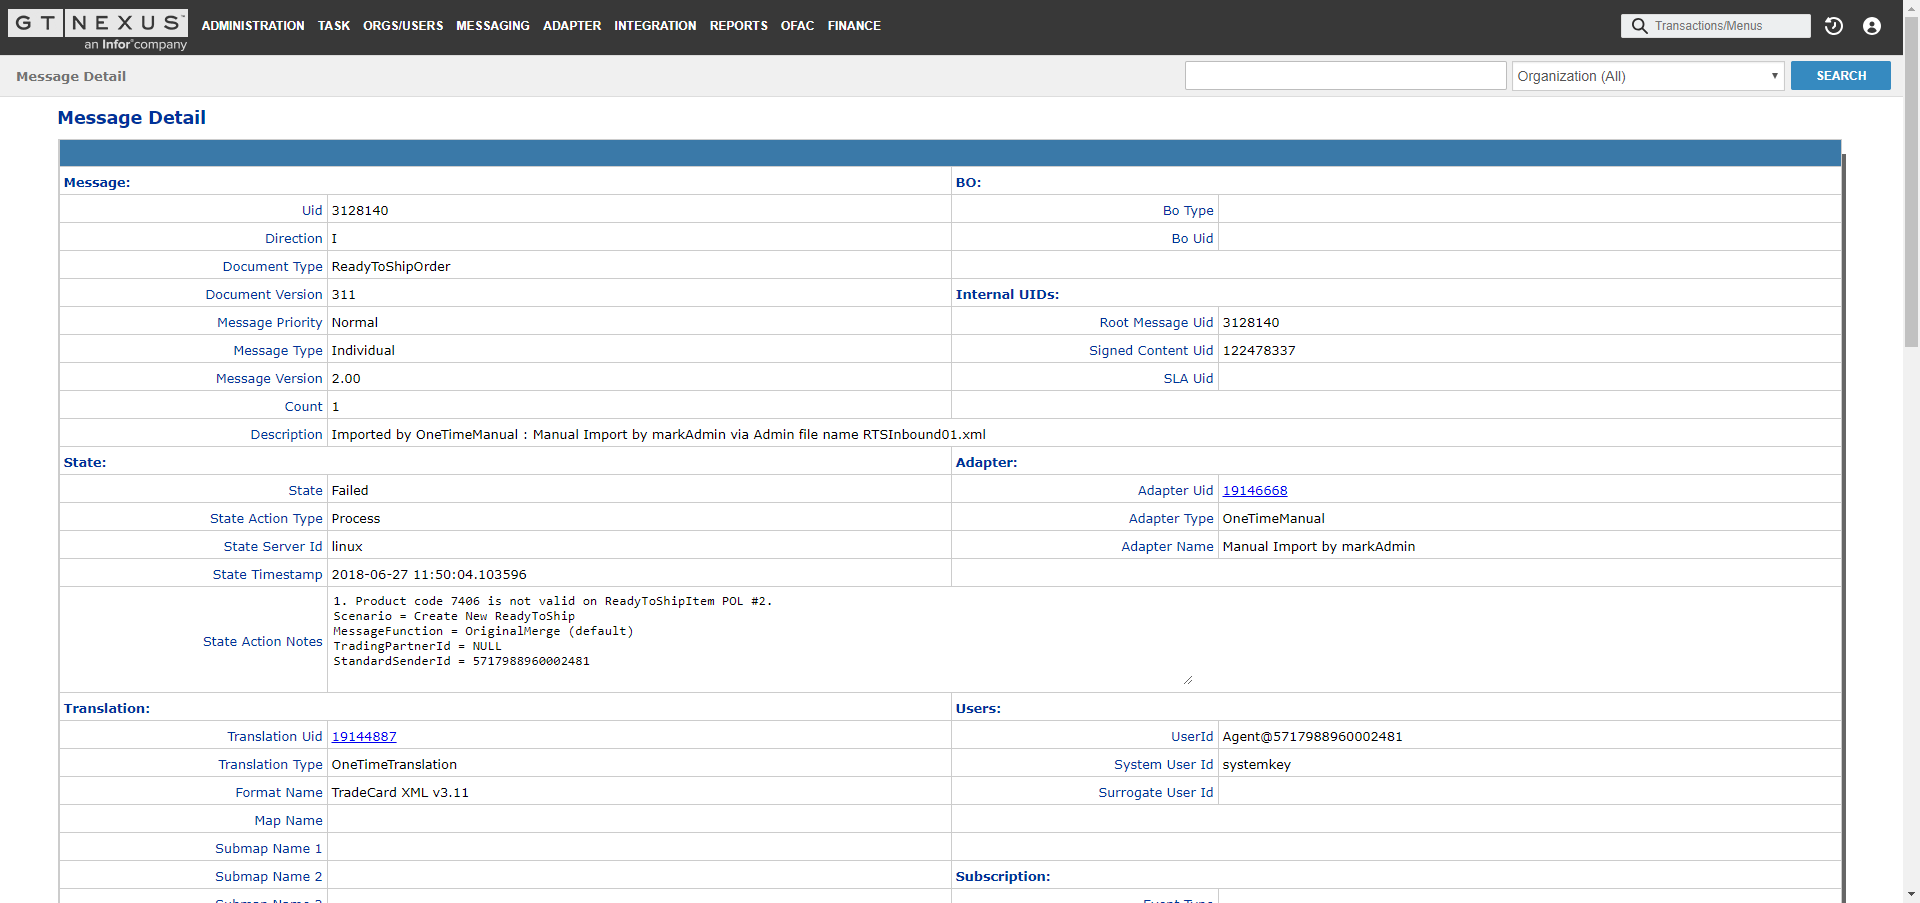 GT NEXUS
an Infor company
ADMINISTRATION TASK ORGS/USERS MESSAGING ADAPTER INTEGRATION REPORTS OFAC FINANCE
Transactions/Menus
Message Detail
Organization (All)
SEARCH
Message Detail
Message: BO:
Uid 3128140 Bo Type
Direction I Bo Uid
Document Type ReadyToShipOrder
Document Version 311 Internal UIDs:
Message Priority Normal Root Message Uid 3128140
Message Type Individual Signed Content Uid 122478337
Message Version 2.00 SLA Uid
Count 1
Description Imported by OneTimeManual : Manual Import by markAdmin via Admin file name RTSInbound01.xml
State: Adapter:
State Failed Adapter Uid 19146668
State Action Type Process Adapter Type OneTimeManual
State Server Id linux Adapter Name Manual Import by markAdmin
State Timestamp 2018-06-27 11:50:04.103596
State Action Notes
1. Product code 7406 is not valid on ReadyToShipItem POL #2.
Scenario = Create New ReadyToShip
MessageFunction = OriginalMerge (default)
TradingPartnerId = NULL
StandardSenderId = 5717988960002481
Translation: Users:
Translation Uid 19144887 UserId Agent@5717988960002481
Translation Type OneTimeTranslation System User Id systemkey
Format Name TradeCard XML v3.11 Surrogate User Id
Map Name
Submap Name 1
Submap Name 2 Subscription:
Submap Name 3 Event Type